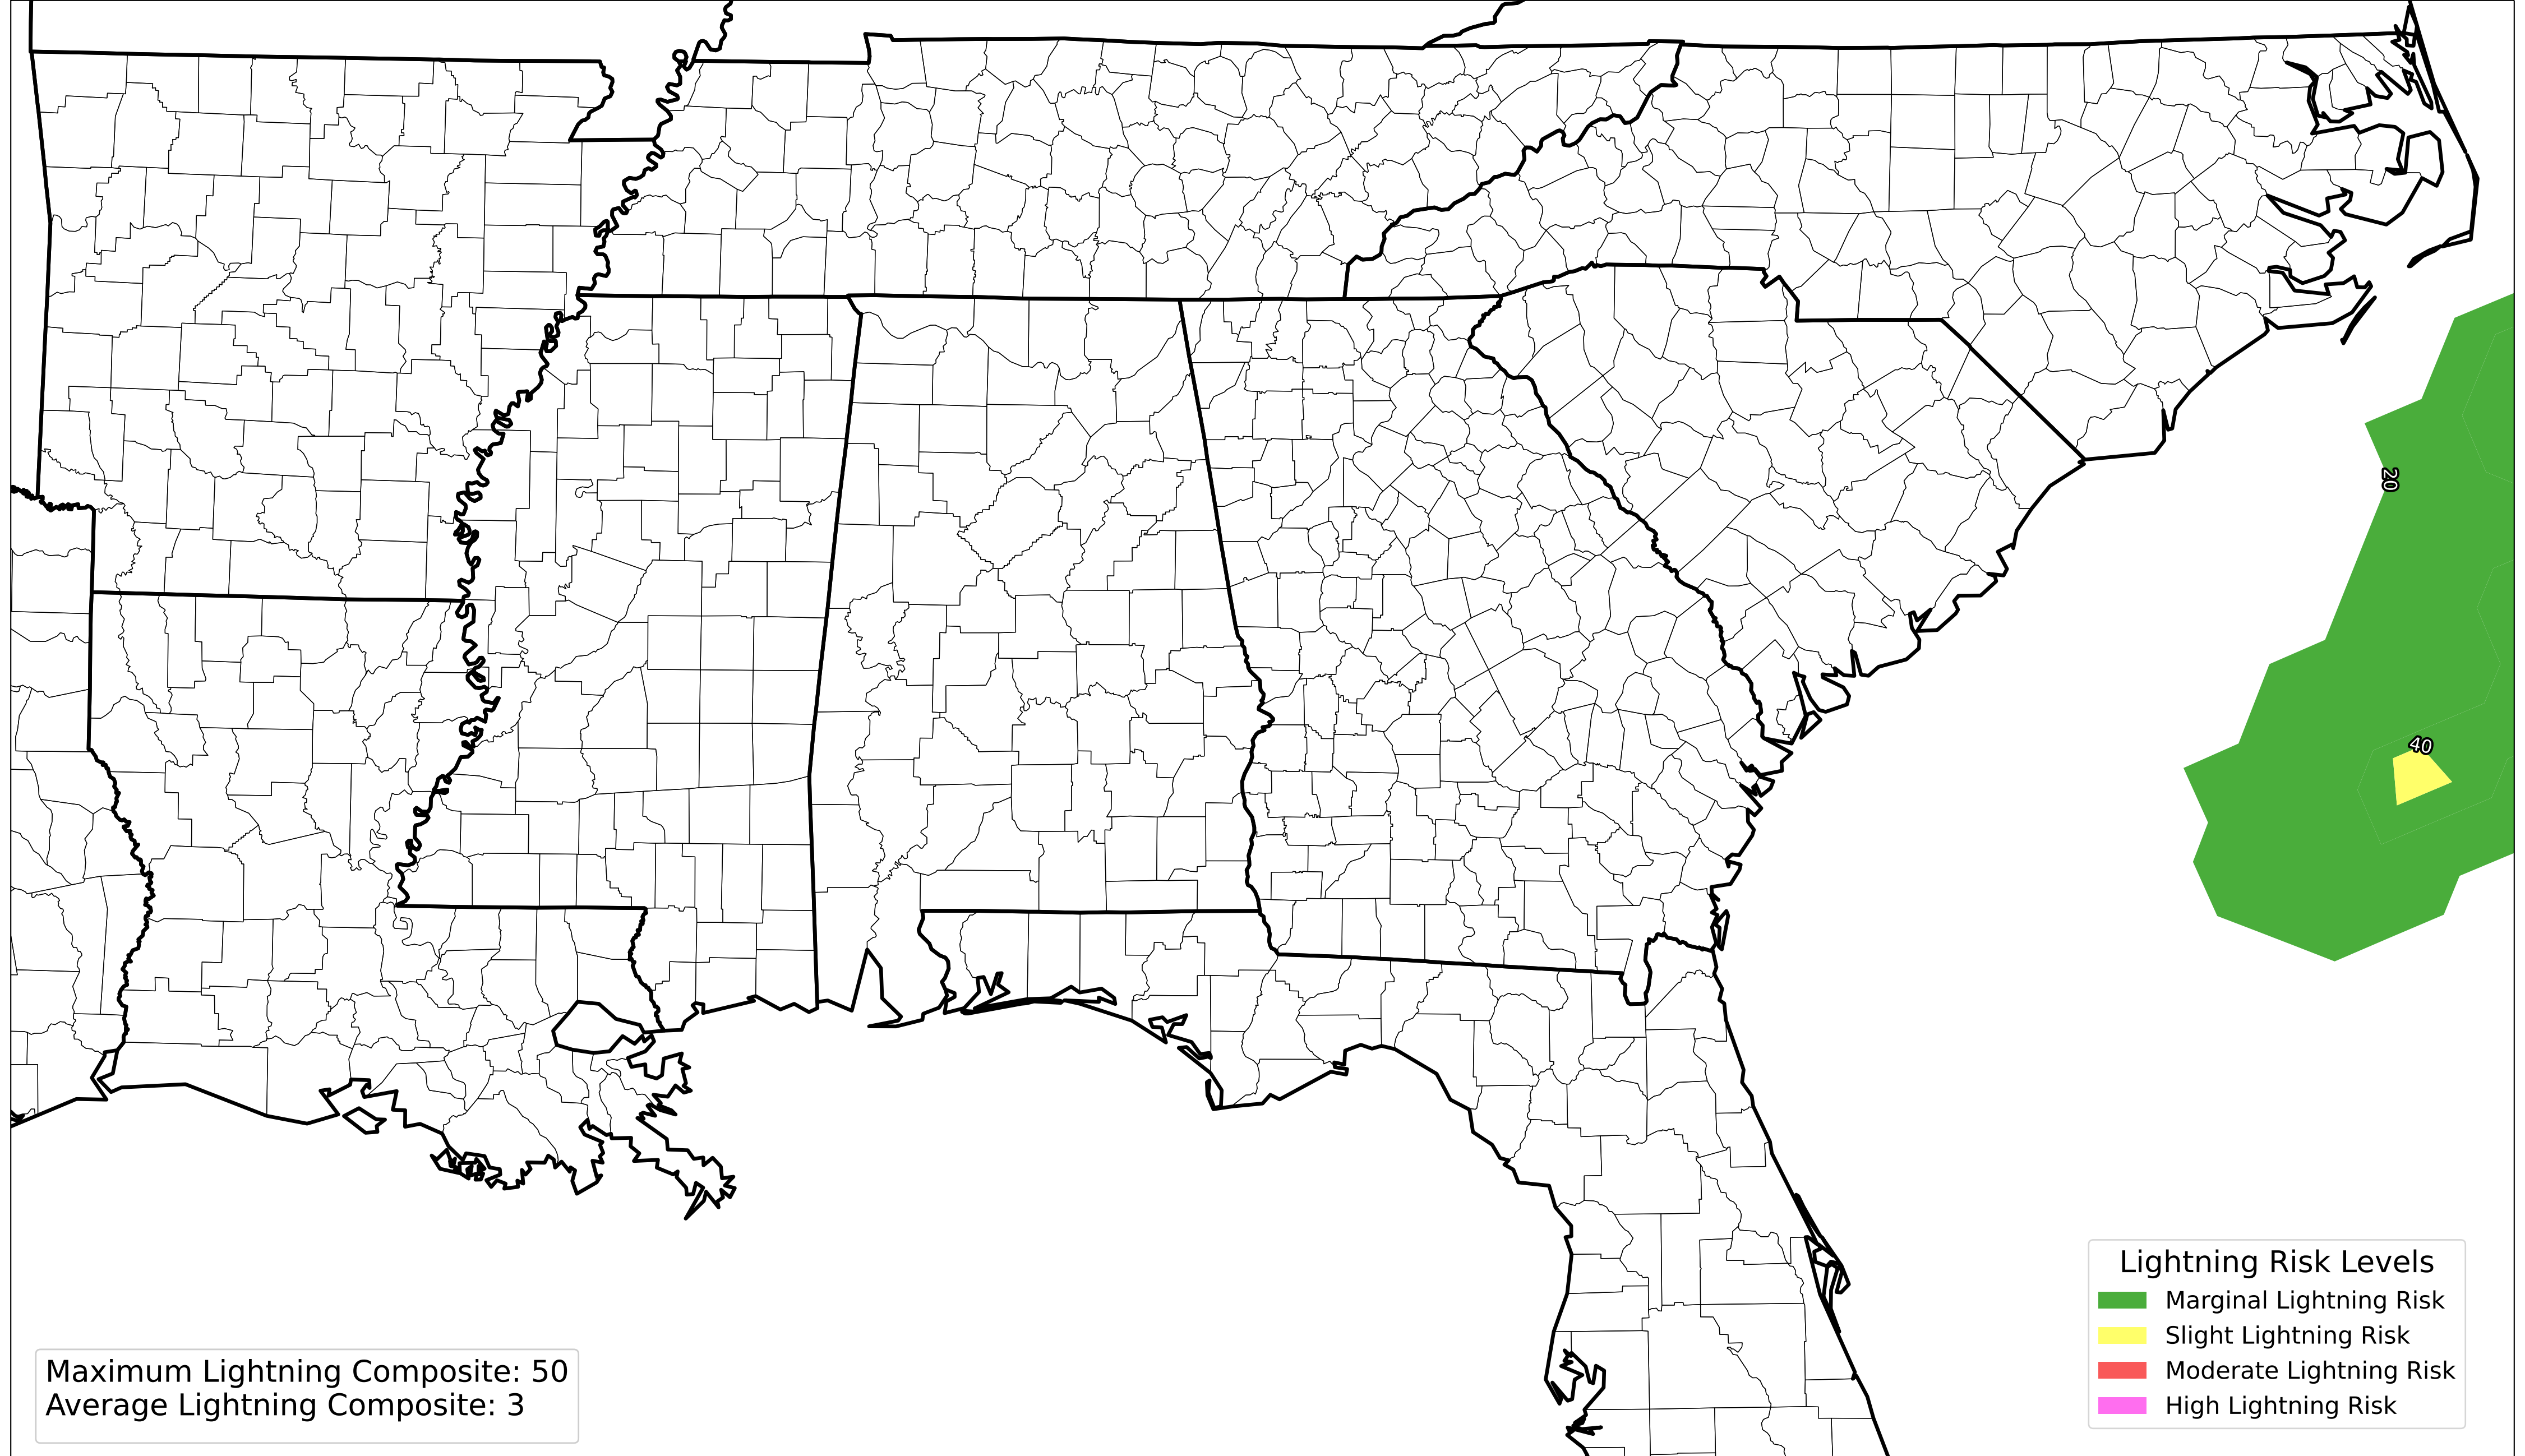 20
40
Lightning Risk Levels
Marginal Lightning Risk
Slight Lightning Risk
Moderate Lightning Risk
High Lightning Risk
Maximum Lightning Composite: 50
Average Lightning Composite: 3